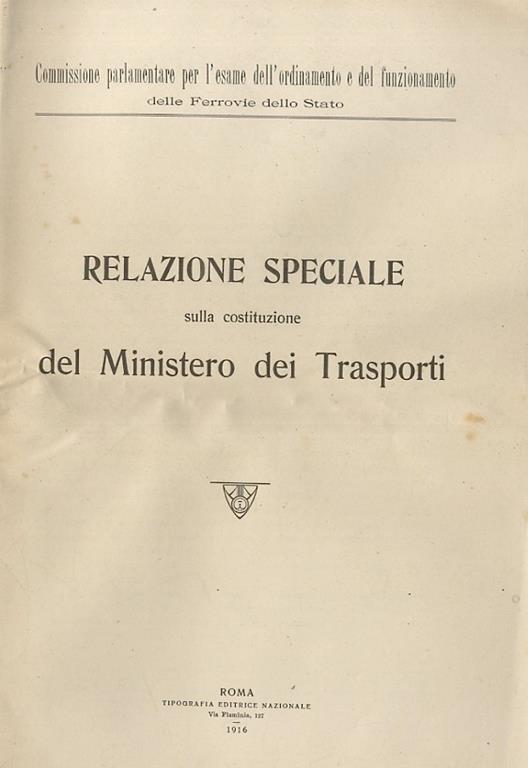 Commissione parlamentare per l'esame dell'ordinamento e del funzionamento
delle Ferrovie dello Stato
RELAZIONE SPECIALE
sulla costituzione
del Ministero dei Trasporti
ROMA
TIPOGRAFIA EDITRICE NAZIONALE
Via Flaminia, 127
1916